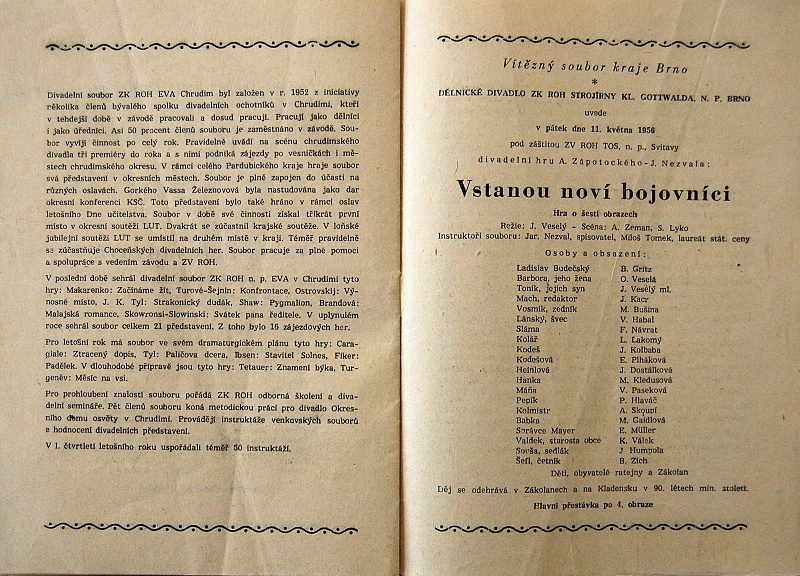 Divadelní soubor ZK ROH EVA Chrudim byl založen v r. 1952 z iniciativy
několika členů bývalého spolku divadelních ochotníků v Chrudimi, kteří
v tehdejší době v závodě pracovali a dosud pracují. Pracují jako dělníci
i jako úředníci. Asi 50 procent členů souboru je zaměstnáno v závodě. Sou-
bor vyvíjí činnost po celý rok. Pravidelně uvádí na scénu chrudimského
divadla tři premiéry do roka a s nimi podniká zájezdy po vesničkách i mě-
stech chrudimského okresu. V rámci celého Pardubického kraje hraje soubor
svá představení v okresních městech. Soubor je plně zapojen do účasti na
různých oslavách. Gorkého Vassa Železnovová byla nastudována jako dar
okresní konferenci KSČ. Toto představení bylo také hráno v rámci oslav
letošního Dne učitelstva. Soubor v době své činnosti získal třikrát první
místo v okresní soutěži LUT. Dvakrát se zúčastnil krajské soutěže. V loňské
jubilejní soutěži LUT se umístil na druhém místě v kraji. Téměř pravidelně
se zúčastňuje Choceňských divadelních her. Soubor pracuje za plné pomoci
a spolupráce s vedením závodu a ZV ROH.
V poslední době sehrál divadelní soubor ZK ROH n. p. EVA v Chrudimi tyto
hry: Makarenko: Začínáme žít, Turové-Šejnin: Konfrontace, Ostrovskij: Vý-
nosné místo, J. K. Tyl: Strakonický dudák, Shaw: Pygmalion, Brandová:
Malajská romance, Skowronsi-Slowinski: Svátek pana ředitele. V uplynulém
roce sehrál soubor celkem 21 představení. Z toho bylo 16 zájezdových her.
Pro letošní rok má soubor ve svém dramaturgickém plánu tyto hry: Cara-
giale: Ztracený dopis, Tyl: Paličova dcera, Ibsen: Stavitel Solnes, Fiker:
Padělek. V dlouhodobé přípravě jsou tyto hry: Tetauer: Znamení býka, Tur-
geněv: Měsíc na vsi.
Pro prohloubení znalostí souboru pořádá ZK ROH odborná školení a diva-
delní semináře. Pět členů souboru koná metodickou práci pro divadlo Okres-
ního domu osvěty v Chrudimi. Provádějí instruktáže venkovských souborů
a hodnocení divadelních představení.
V I. čtvrtletí letošního roku uspořádali téměř 50 instruktáží.
Vítězný soubor kraje Brno
*
DĚLNICKÉ DIVADLO ZK ROH STROJÍRNY KL. GOTTWALDA, N. P. BRNO
uvede
v pátek dne 11. května 1956
pod záštitou ZV ROH TOS, n. p., Svitavy
divadelní hru A. Zápotockého-J. Nezvala:
Vstanou noví bojovníci
Hra o šesti obrazech
Režie: J. Veselý - Scéna: A. Zeman, S. Lyko
Instruktoři souboru: Jar. Nezval, spisovatel, Miloš Tomek, laureát stát. ceny
Osoby a obsazení:
Ladislav Budečský B. Gritz
Barbora, jeho žena O. Veselá
Toník, jejich syn J. Veselý ml.
Mach, redaktor J. Kacr
Vosmík, zedník M. Bušina
Lánský, švec V. Habal
Sláma F. Návrat
Kolář L. Lakomý
Kodeš J. Kolbaba
Kodešová E. Plháková
Heinlová J. Dostálková
Hanka M. Kledusová
Máňa V. Paseková
Pepík P. Hlaváč
Kolmistr A. Skoupí
Babka M. Gajdlová
Správce Mayer E. Müller
Valdek, starosta obce K. Válek
Souša, sedlák J Humpola
Šefl, četník B. Zich
Děti, obyvatelé ratejny a Zákolan
Děj se odehrává v Zákolanech a na Kladensku v 90. létech min. století.
Hlavní přestávka po 4. obraze